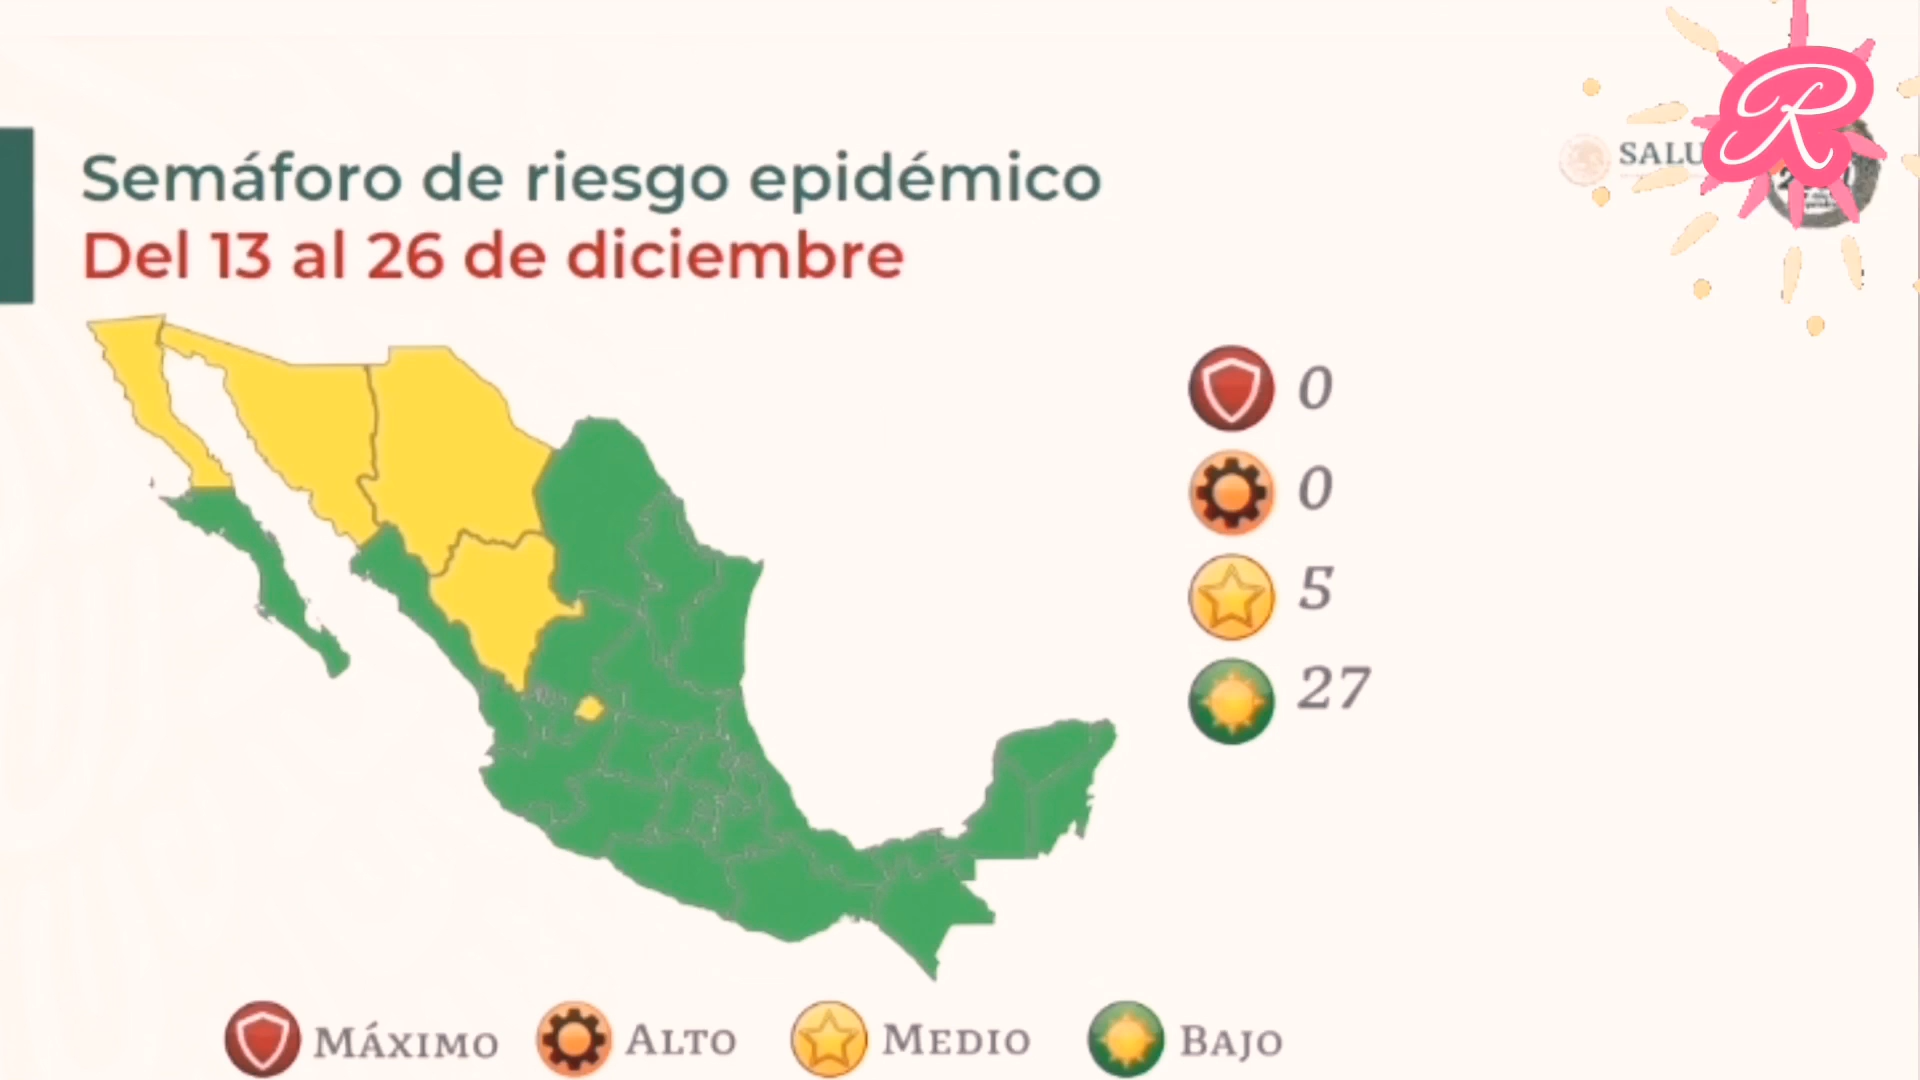 Semáforo de riesgo epidémico
Del 13 al 26 de diciembre
R
0
0
5
27
MÁXIMO
ALTO
MEDIO
BAJO